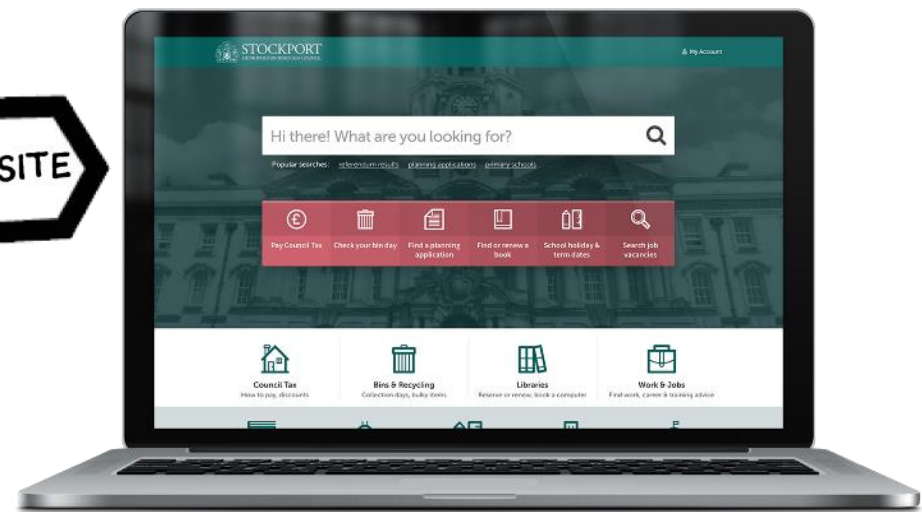 SITE
STOCKPORT
METROPOLITAN BOROUGH COUNCIL
My Account
Hi there! What are you looking for?
Popular searches: referendum results planning applications primary schools
Pay Council Tax
Check your bin day
Find a planning
application
Find or renew a
book
School holiday &
term dates
Search job
vacancies
Council Tax
How to pay, discounts
Bins & Recycling
Collection days, bulky items
Libraries
Reserve or renew, book a computer
Work & Jobs
Find work, career & training advice